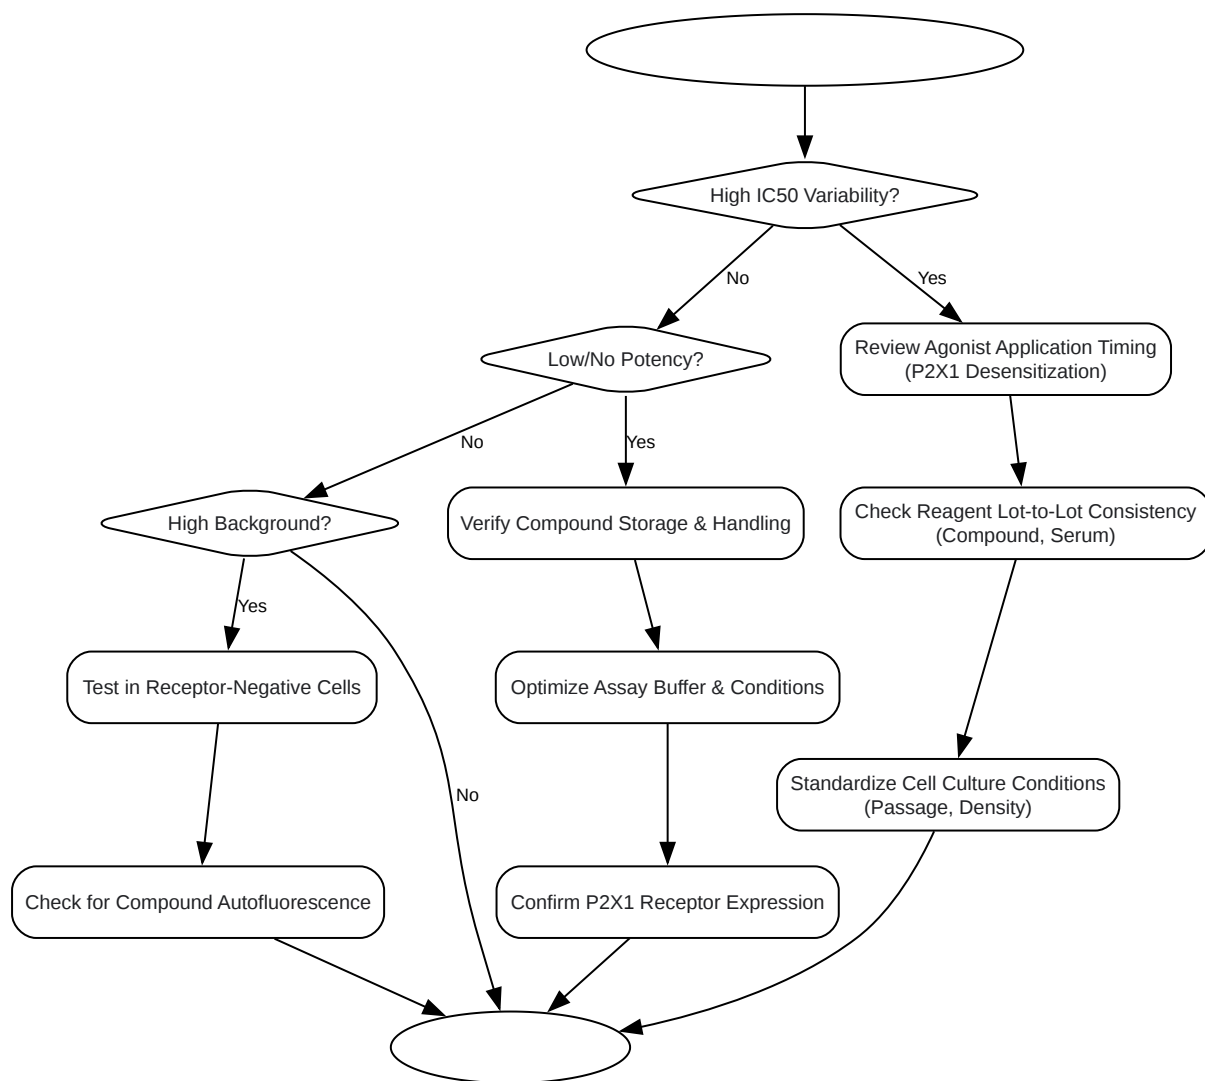 High IC50 Variability?
No
Yes
Low/No Potency?
Review Agonist Application Timing
(P2X1 Desensitization)
No
Yes
High Background?
Verify Compound Storage & Handling
Check Reagent Lot-to-Lot Consistency
(Compound, Serum)
Yes
Test in Receptor-Negative Cells
Optimize Assay Buffer & Conditions
No
Standardize Cell Culture Conditions
(Passage, Density)
Check for Compound Autofluorescence
Confirm P2X1 Receptor Expression